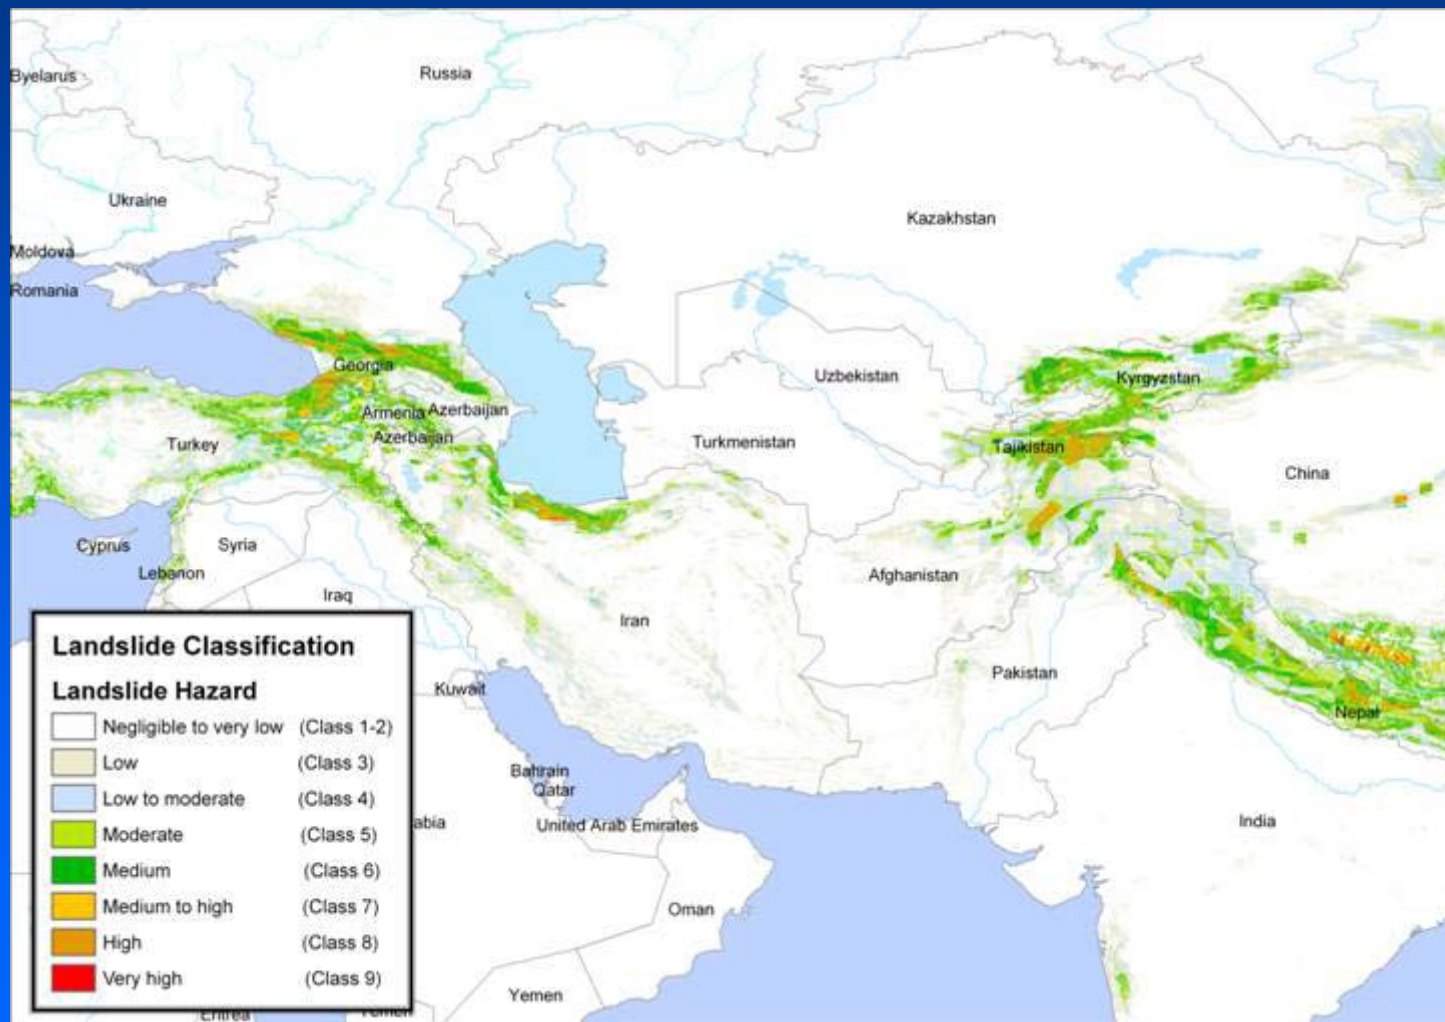 Byelarus
Russia
Ukraine
Kazakhstan
Moldova
Romania
Georgia
Uzbekistan
Kyrgyzstan
Armenia
Azerbaijan
Azerbaijan
Turkey
Turkmenistan
Tajikistan
China
Cyprus
Syria
Lebanon
Afghanistan
Iraq
Iran
Pakistan
Kuwait
Nepal
Bahrain
Qatar
abia
United Arab Emirates
India
Oman
Yemen
Landslide Classification
Landslide Hazard
Negligible to very low (Class 1-2)
Low (Class 3)
Low to moderate (Class 4)
Moderate (Class 5)
Medium (Class 6)
Medium to high (Class 7)
High (Class 8)
Very high (Class 9)
Eritrea
Yemen